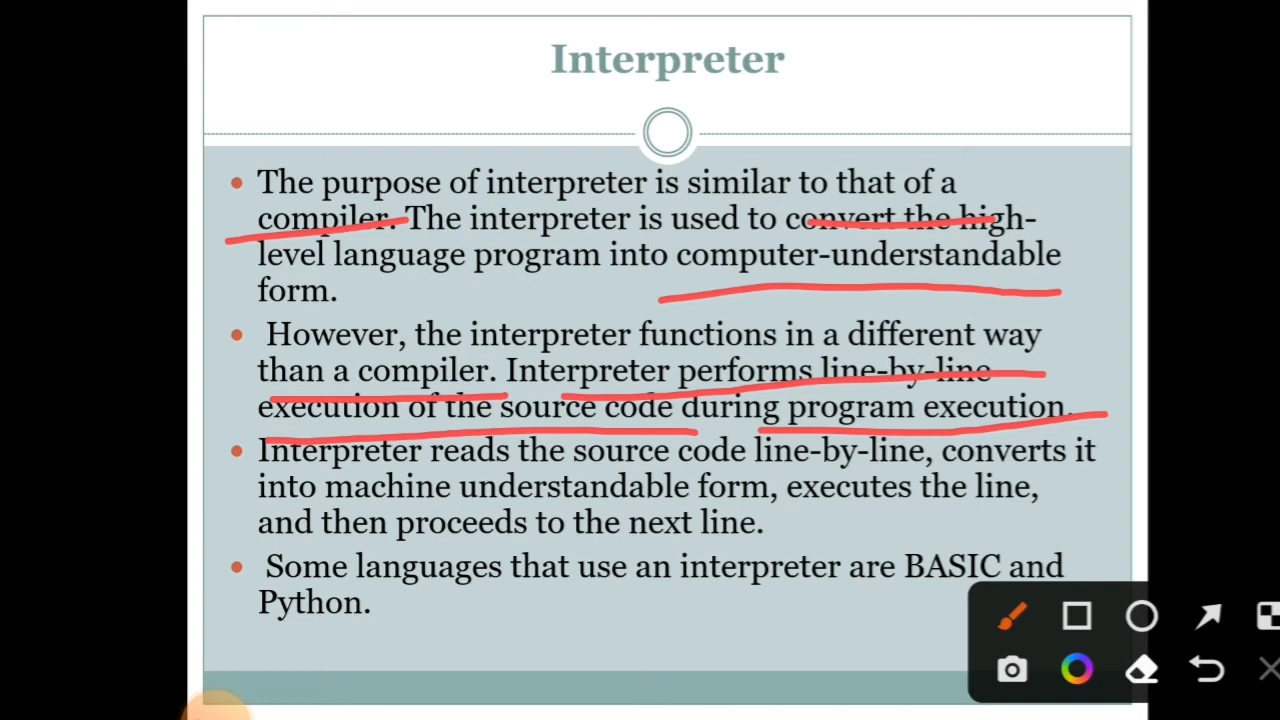 Interpreter
• The purpose of interpreter is similar to that of a
compiler. The interpreter is used to convert the high-
level language program into computer-understandable
form.
• However, the interpreter functions in a different way
than a compiler. Interpreter performs line-by-line
execution of the source code during program execution.
• Interpreter reads the source code line-by-line, converts it
into machine understandable form, executes the line,
and then proceeds to the next line.
• Some languages that use an interpreter are BASIC and
Python.